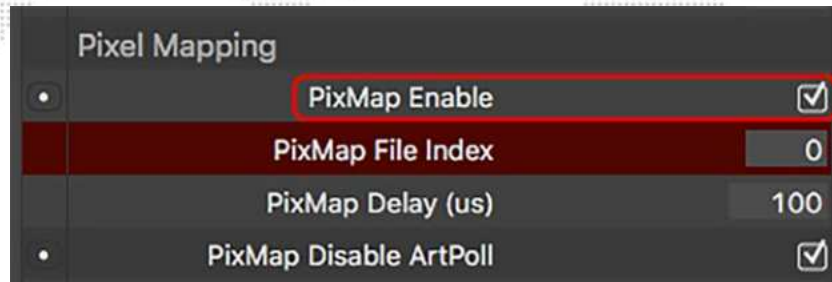 Pixel Mapping
PixMap Enable
PixMap File Index 0
PixMap Delay (us) 100
PixMap Disable ArtPoll